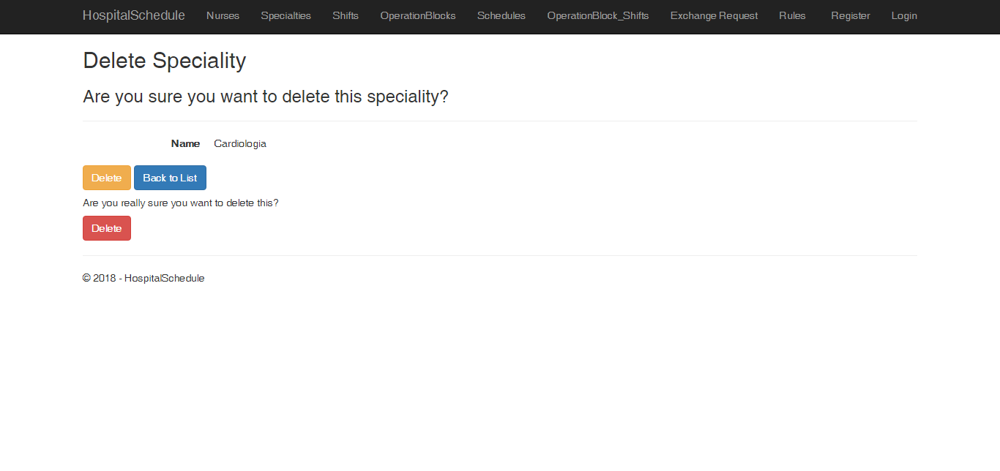 HospitalSchedule Nurses Specialties Shifts OperationBlocks Schedules OperationBlock_Shifts Exchange Request Rules Register Login
Delete Speciality
Are you sure you want to delete this speciality?
Name Cardiologia
Delete Back to List
Are you really sure you want to delete this?
Delete
© 2018 - HospitalSchedule